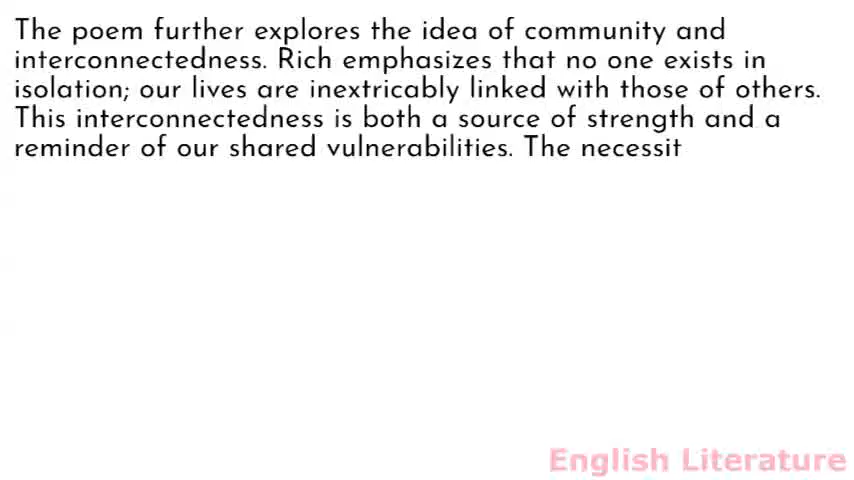 The poem further explores the idea of community and
interconnectedness. Rich emphasizes that no one exists in
isolation; our lives are inextricably linked with those of others.
This interconnectedness is both a source of strength and a
reminder of our shared vulnerabilities. The necessit
English Literature